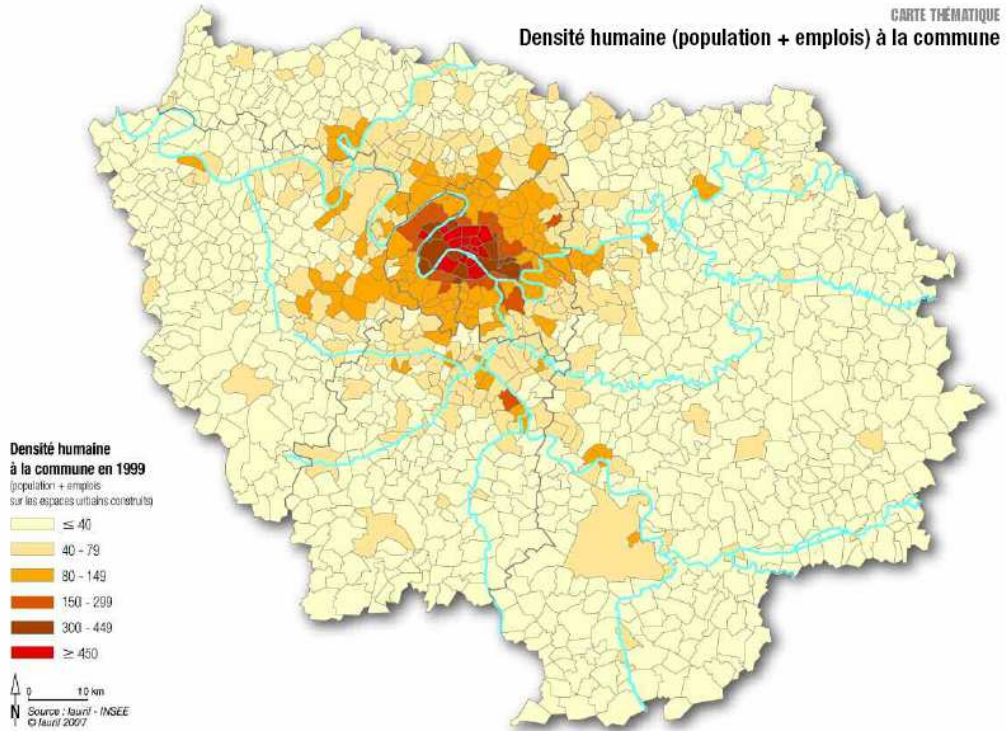 CARTE THÉMATIQUE
Densité humaine (population + emplois) à la commune
Densité humaine
à la commune en 1999
(population + emplois
sur les espaces urbains construits)
≤ 40
40 - 79
80 - 149
150 - 299
300 - 449
≥ 450
0 10 km
N
Source : Iaurif - INSEE
© Iaurif 2007